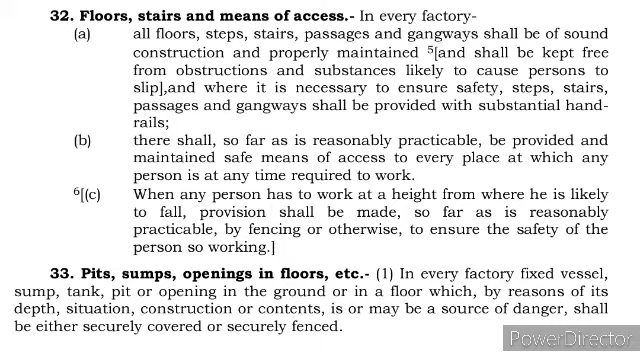 32. Floors, stairs and means of access.- In every factory-
(a) all floors, steps, stairs, passages and gangways shall be of sound
construction and properly maintained 5[and shall be kept free
from obstructions and substances likely to cause persons to
slip],and where it is necessary to ensure safety, steps, stairs,
passages and gangways shall be provided with substantial hand-
rails;
(b) there shall, so far as is reasonably practicable, be provided and
maintained safe means of access to every place at which any
person is at any time required to work.
6[(c) When any person has to work at a height from where he is likely
to fall, provision shall be made, so far as is reasonably
practicable, by fencing or otherwise, to ensure the safety of the
person so working.]
33. Pits, sumps, openings in floors, etc.- (1) In every factory fixed vessel,
sump, tank, pit or opening in the ground or in a floor which, by reasons of its
depth, situation, construction or contents, is or may be a source of danger, shall
be either securely covered or securely fenced.
PowerDirector